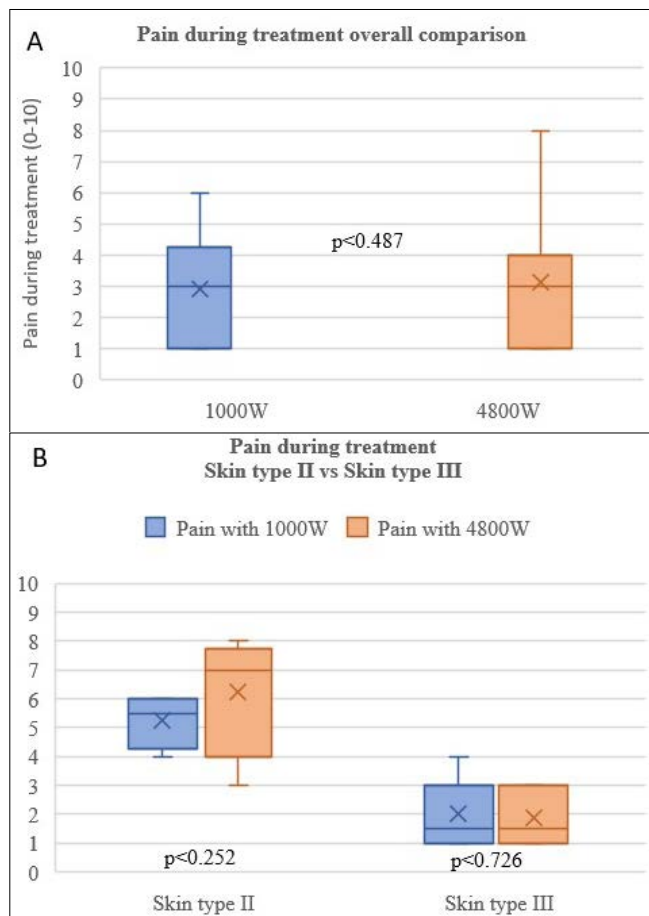 A
Pain during treatment overall comparison
Pain during treatment (0-10)
10
9
8
7
6
5
4
3
2
1
0
p<0.487
1000W
4800W
B
Pain during treatment
Skin type II vs Skin type III
Pain with 1000W
Pain with 4800W
10
9
8
7
6
5
4
3
2
1
0
p<0.252
p<0.726
Skin type II
Skin type III